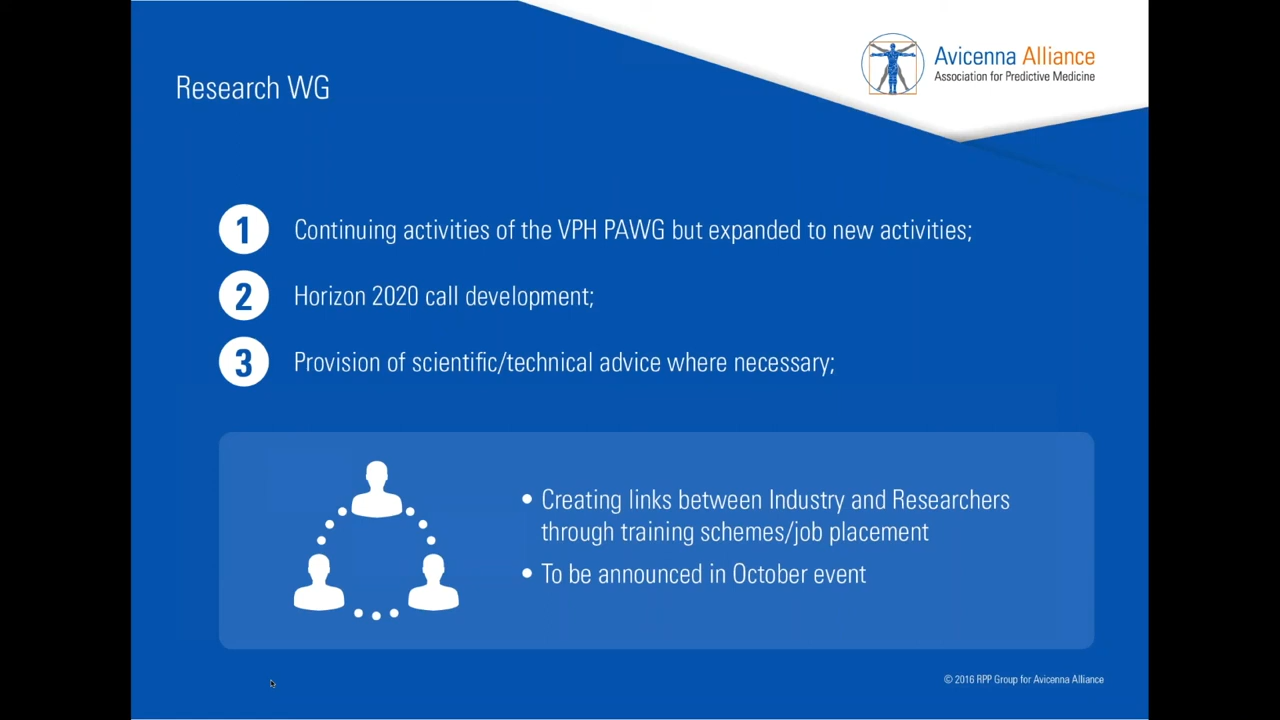 Avicenna Alliance
Association for Predictive Medicine
Research WG
1 Continuing activities of the VPH PAWG but expanded to new activities;
2 Horizon 2020 call development;
3 Provision of scientific/technical advice where necessary;
• Creating links between Industry and Researchers
through training schemes/job placement
• To be announced in October event
© 2016 RPP Group for Avicenna Alliance